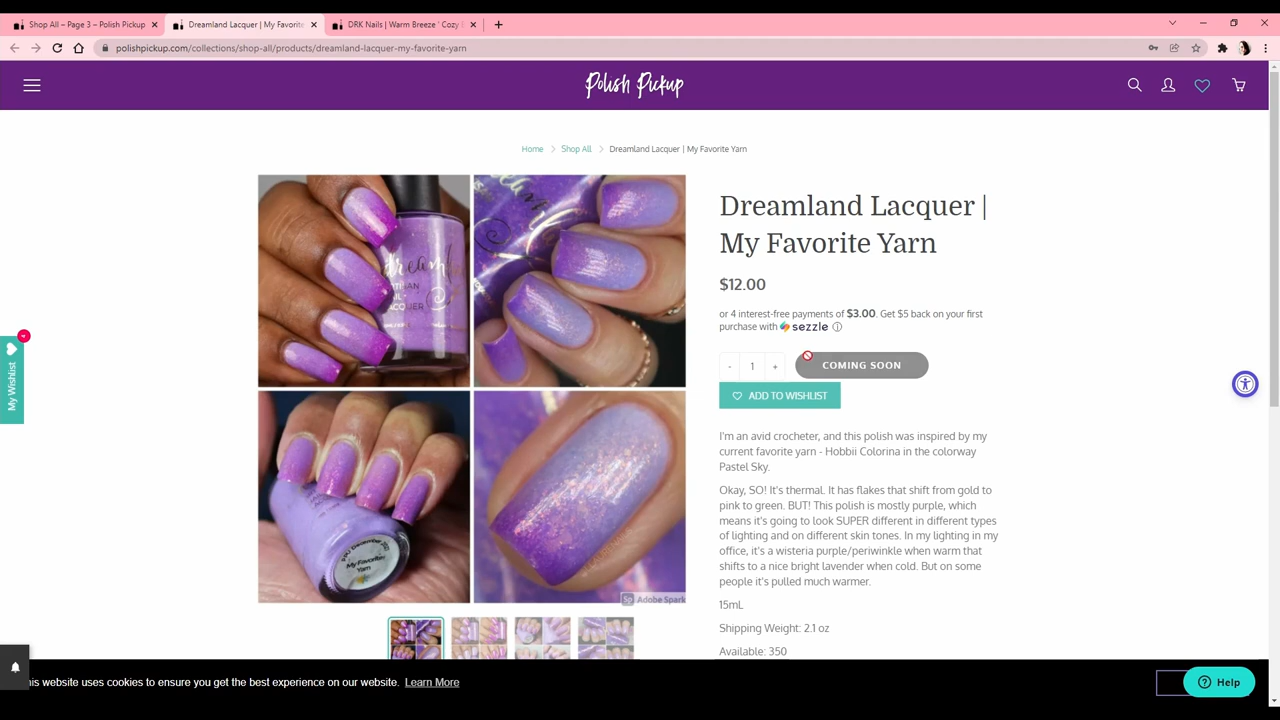 Shop All – Page 3 – Polish Pickup
Dreamland Lacquer | My Favorite
DRK Nails | Warm Breeze ' Cozy
polishpickup.com/collections/shop-all/products/dreamland-lacquer-my-favorite-yarn
Polish Pickup
Home > Shop All > Dreamland Lacquer | My Favorite Yarn
Dreamland Lacquer |
My Favorite Yarn
$12.00
or 4 interest-free payments of $3.00. Get $5 back on your first
purchase with sezzle
- 1 +
COMING SOON
ADD TO WISHLIST
My Wishlist
I'm an avid crocheter, and this polish was inspired by my
current favorite yarn - Hobbii Colorina in the colorway
Pastel Sky.
Okay, SO! It's thermal. It has flakes that shift from gold to
pink to green. BUT! This polish is mostly purple, which
means it's going to look SUPER different in different types
of lighting and on different skin tones. In my lighting in my
office, it's a wisteria purple/periwinkle when warm that
shifts to a nice bright lavender when cold. But on some
people it's pulled much warmer.
15mL
Shipping Weight: 2.1 oz
Available: 350
My Favorite
Yarn
Sp Adobe Spark
is website uses cookies to ensure you get the best experience on our website. Learn More
Help